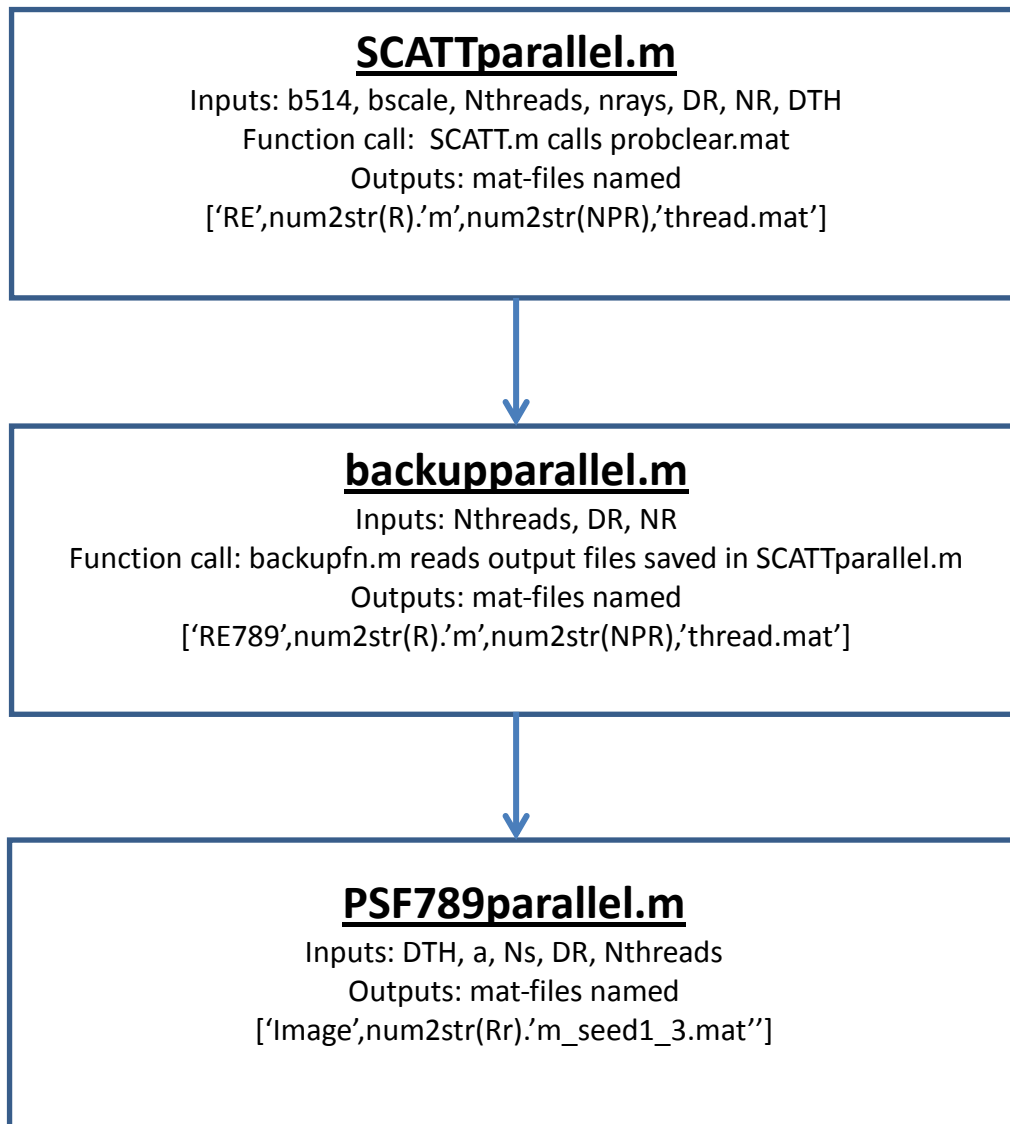 SCATTparallel.m
Inputs: b514, bscale, Nthreads, nrays, DR, NR, DTH
Function call:  SCATT.m calls probclear.mat
Outputs: mat-files named
[‘RE’,num2str(R).’m’,num2str(NPR),’thread.mat’]
backupparallel.m
Inputs: Nthreads, DR, NR
Function call: backupfn.m reads output files saved in SCATTparallel.m
Outputs: mat-files named
[‘RE789’,num2str(R).’m’,num2str(NPR),’thread.mat’]
PSF789parallel.m
Inputs: DTH, a, Ns, DR, Nthreads
Outputs: mat-files named
[‘Image’,num2str(Rr).’m_seed1_3.mat’’]